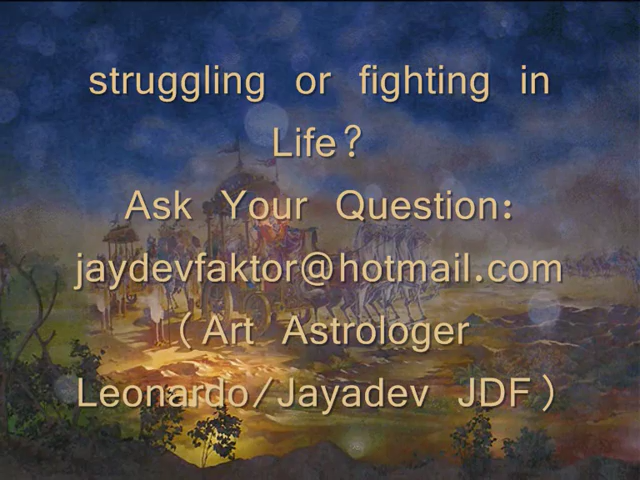 struggling or fighting in
Life?
Ask Your Question:
jaydevfaktor@hotmail.com
(Art Astrologer
Leonardo/Jayadev JDF)